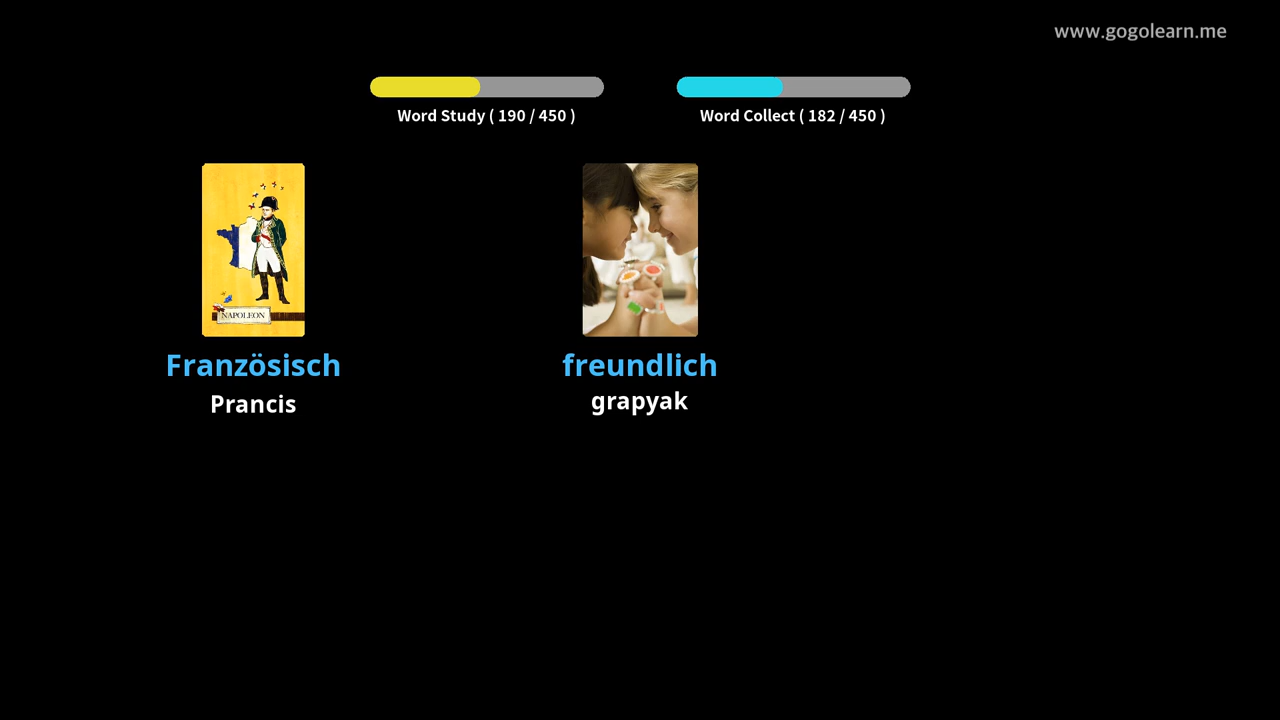 www.gogolearn.me
Word Study ( 190 / 450 )
Word Collect ( 182 / 450 )
NAPOLEON
Französisch
freundlich
Prancis
grapyak